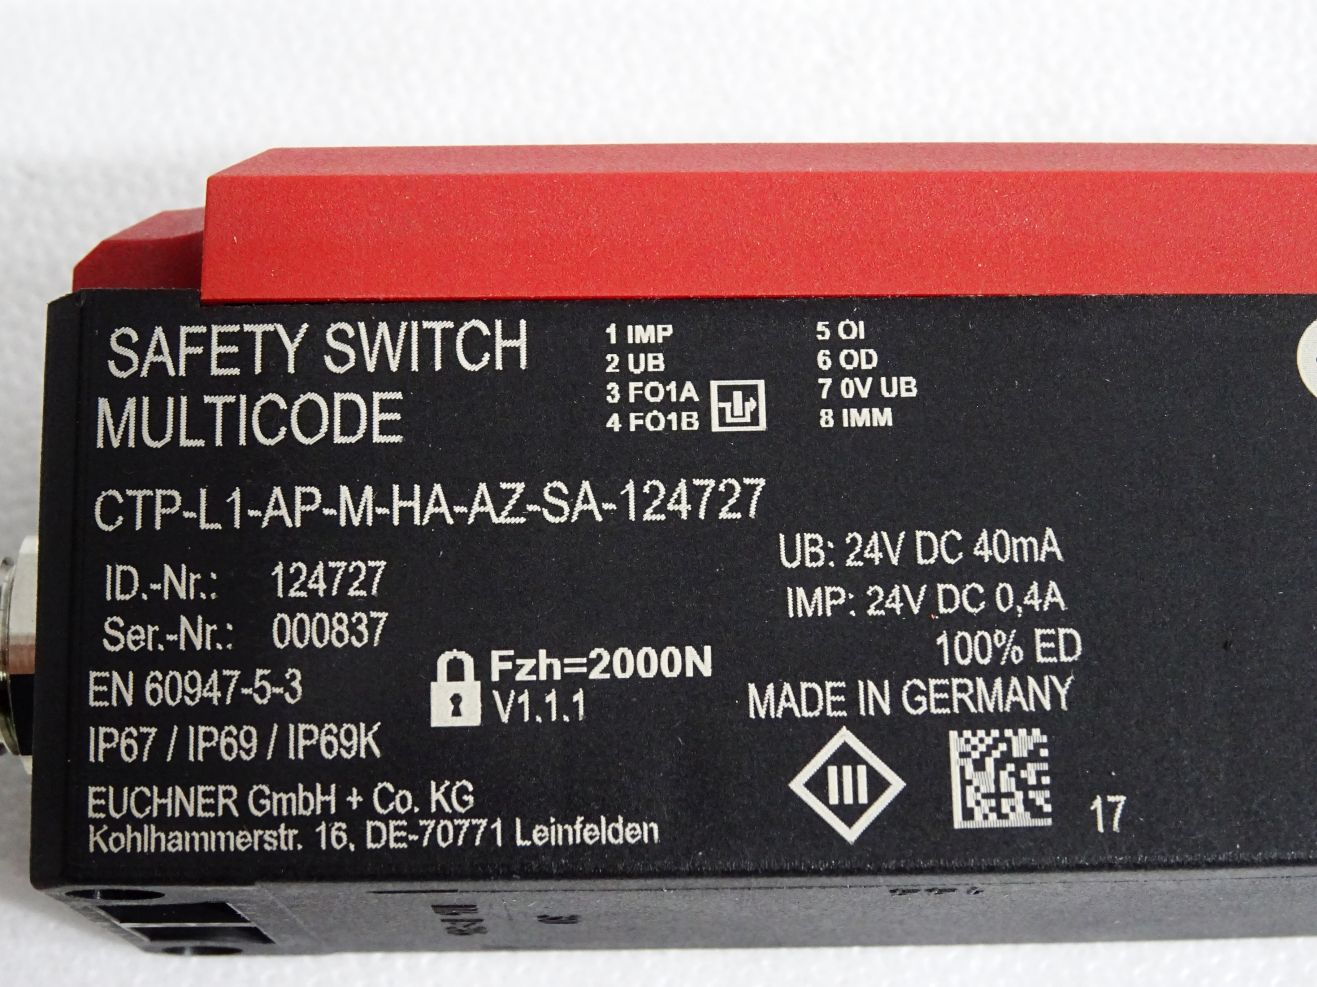 SAFETY SWITCH
MULTICODE
1 IMP
2 UB
3 FO1A
4 FO1B
5 OI
6 OD
7 0V UB
8 IMM
CTP-L1-AP-M-HA-AZ-SA-124727
ID.-Nr.: 124727
Ser.-Nr.: 000837
EN 60947-5-3
IP67 / IP69 / IP69K
EUCHNER GmbH + Co. KG
Kohlhammerstr. 16, DE-70771 Leinfelden
Fzh=2000N
V1.1.1
UB: 24V DC 40mA
IMP: 24V DC 0,4A
100% ED
MADE IN GERMANY
III
17